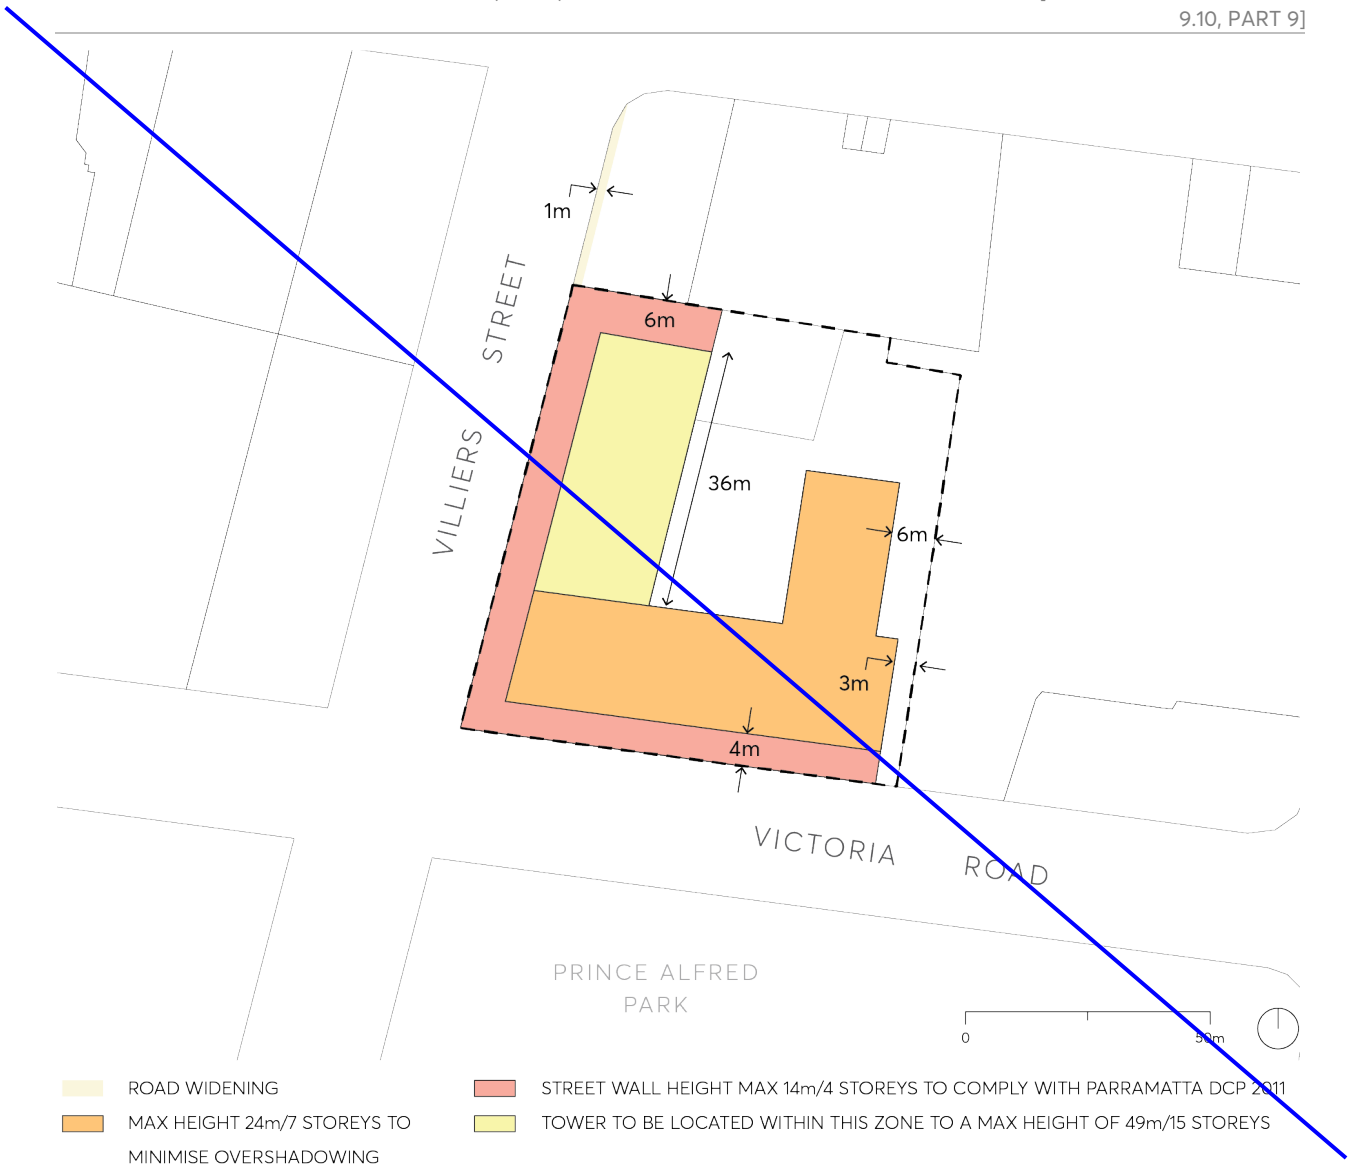 9.10, PART 9]
1m
STREET
6m
VILLIERS
36m
6m
3m
4m
VICTORIA ROAD
PRINCE ALFRED
PARK
0 50m
ROAD WIDENING
STREET WALL HEIGHT MAX 14m/4 STOREYS TO COMPLY WITH PARRAMATTA DCP 2011
MAX HEIGHT 24m/7 STOREYS TO
TOWER TO BE LOCATED WITHIN THIS ZONE TO A MAX HEIGHT OF 49m/15 STOREYS
MINIMISE OVERSHADOWING